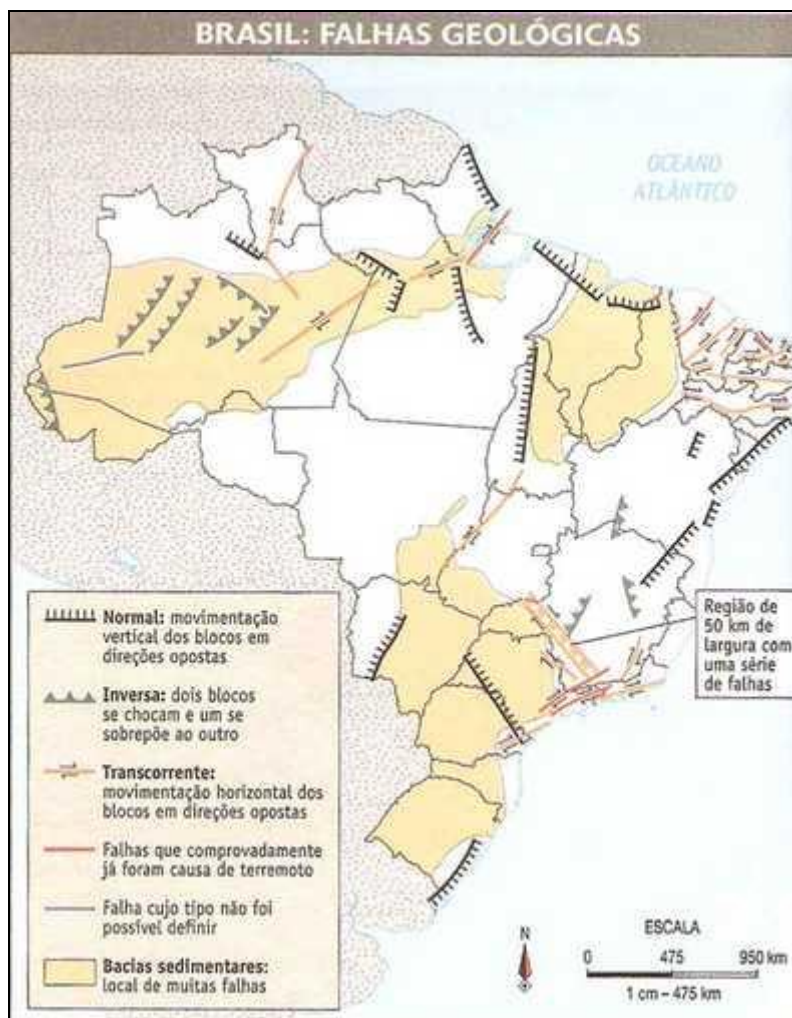 BRASIL: FALHAS GEOLÓGICAS
OCEANO
ATLÂNTICO
Região de
50 km de
largura com
uma série
de falhas
Normal: movimentação
vertical dos blocos em
direções opostas
Inversa: dois blocos
se chocam e um se
sobrepõe ao outro
Transcorrente:
movimentação horizontal dos
blocos em direções opostas
Falhas que comprovadamente
já foram causa de terremoto
Falha cujo tipo não foi
possível definir
Bacias sedimentares:
local de muitas falhas
N
ESCALA
0 475 950 km
1 cm – 475 km